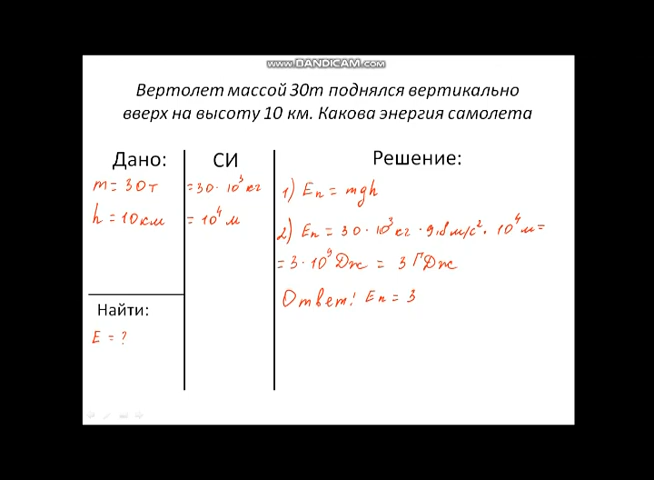 www.BANDICAM.com
Вертолет массой 30т поднялся вертикально
вверх на высоту 10 км. Какова энергия самолета
Дано:
m = 30т
h = 10км
Найти:
E = ?
СИ
= 30 · 10³ кг
= 10⁴ м
Решение:
1) Eп = mgh
2) Eп = 30 · 10³ кг · 9,8 м/с² · 10⁴ м =
= 3 · 10⁹ Дж = 3 ГДж
Ответ: Eп = 3